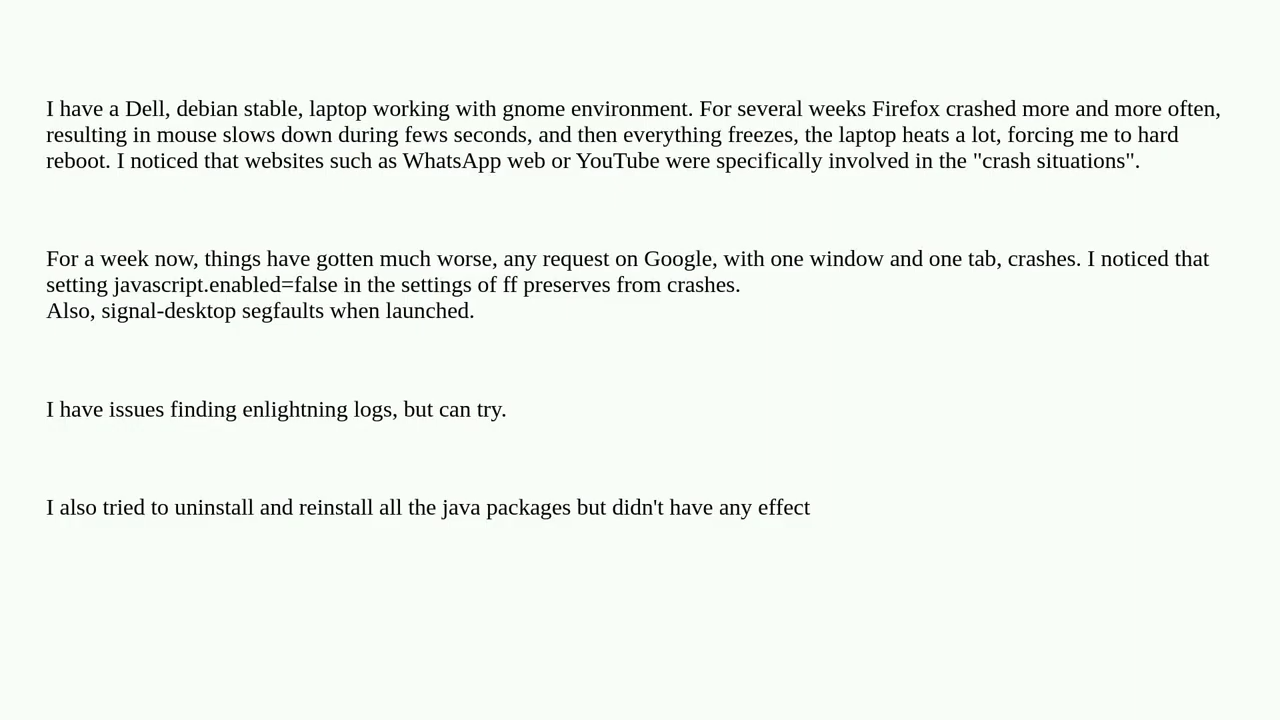 I have a Dell, debian stable, laptop working with gnome environment. For several weeks Firefox crashed more and more often,
resulting in mouse slows down during fews seconds, and then everything freezes, the laptop heats a lot, forcing me to hard
reboot. I noticed that websites such as WhatsApp web or YouTube were specifically involved in the "crash situations".
For a week now, things have gotten much worse, any request on Google, with one window and one tab, crashes. I noticed that
setting javascript.enabled=false in the settings of ff preserves from crashes.
Also, signal-desktop segfaults when launched.
I have issues finding enlightning logs, but can try.
I also tried to uninstall and reinstall all the java packages but didn't have any effect